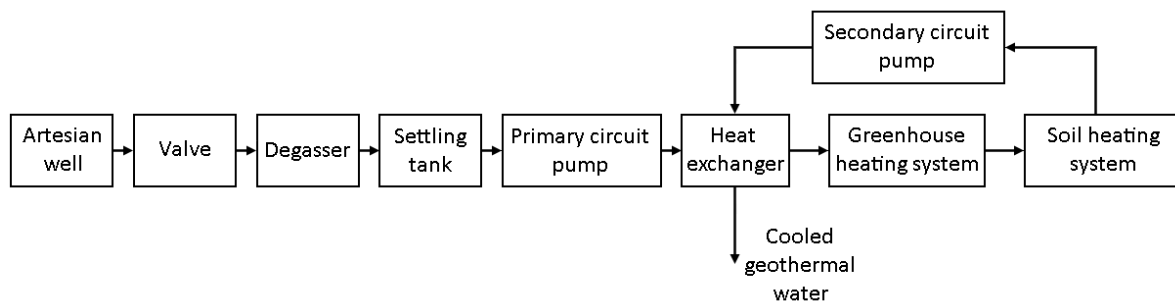 Secondary circuit
pump
Artesian
well
Valve
Degasser
Settling
tank
Primary circuit
pump
Heat
exchanger
Greenhouse
heating system
Soil heating
system
Cooled
geothermal
water